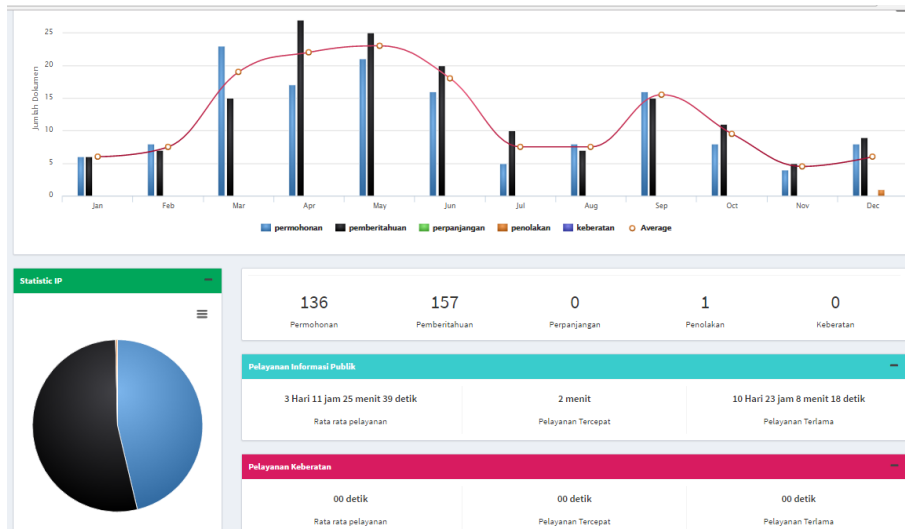 25
20
15
10
5
0
Jumlah Dokumen
Jan Feb Mar Apr May Jun Jul Aug Sep Oct Nov Dec
permohonan pemberitahuan perpanjangan penolakan keberatan Average
Statistic IP
136 157 0 1 0
Permohonan Pemberitahuan Perpanjangan Penolakan Keberatan
Pelayanan Informasi Publik
3 Hari 11 jam 25 menit 39 detik 2 menit 10 Hari 23 jam 8 menit 18 detik
Rata rata pelayanan Pelayanan Tercepat Pelayanan Terlama
Pelayanan Keberatan
00 detik 00 detik 00 detik
Rata rata pelayanan Pelayanan Tercepat Pelayanan Terlama